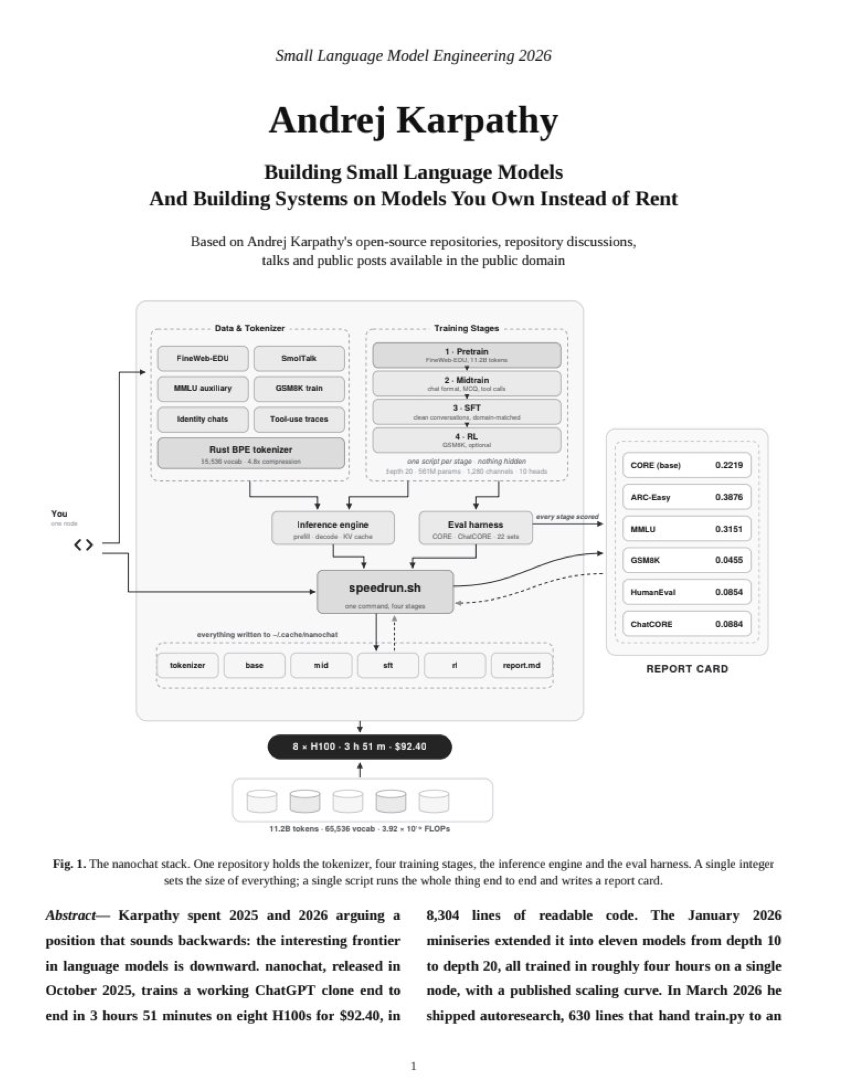 Small Language Model Engineering 2026
Andrej Karpathy
Building Small Language Models
And Building Systems on Models You Own Instead of Rent
Based on Andrej Karpathy's open-source repositories, repository discussions,
talks and public posts available in the public domain
Data & Tokenizer
FineWeb-EDU
SmolTalk
MMLU auxiliary
GSM8K train
Identity chats
Tool-use traces
Rust BPE tokenizer
65,536 vocab · 4.8x compression
Training Stages
1 · Pretrain
FineWeb-EDU, 11.2B tokens
2 · Midtrain
chat format, MCQ, tool calls
3 · SFT
clean conversations, domain-matched
4 · RL
GSM8K, optional
one script per stage · nothing hidden
depth 20 · 561M params · 1,280 channels · 10 heads
You
one node
Inference engine
prefill · decode · KV cache
Eval harness
CORE · ChatCORE · 22 sets
every stage scored
speedrun.sh
one command, four stages
everything written to ~/.cache/nanochat
tokenizer
base
mid
sft
rl
report.md
CORE (base) 0.2219
ARC-Easy 0.3876
MMLU 0.3151
GSM8K 0.0455
HumanEval 0.0854
ChatCORE 0.0884
REPORT CARD
8 × H100 · 3 h 51 m · $92.40
11.2B tokens · 65,536 vocab · 3.92 × FLOPs
Fig. 1. The nanochat stack. One repository holds the tokenizer, four training stages, the inference engine and the eval harness. A single integer
sets the size of everything; a single script runs the whole thing end to end and writes a report card.
Abstract— Karpathy spent 2025 and 2026 arguing a
position that sounds backwards: the interesting frontier
in language models is downward. nanochat, released in
October 2025, trains a working ChatGPT clone end to
end in 3 hours 51 minutes on eight H100s for $92.40, in
8,304 lines of readable code. The January 2026
miniseries extended it into eleven models from depth 10
to depth 20, all trained in roughly four hours on a single
node, with a published scaling curve. In March 2026 he
shipped autoresearch, 630 lines that hand train.py to an
1